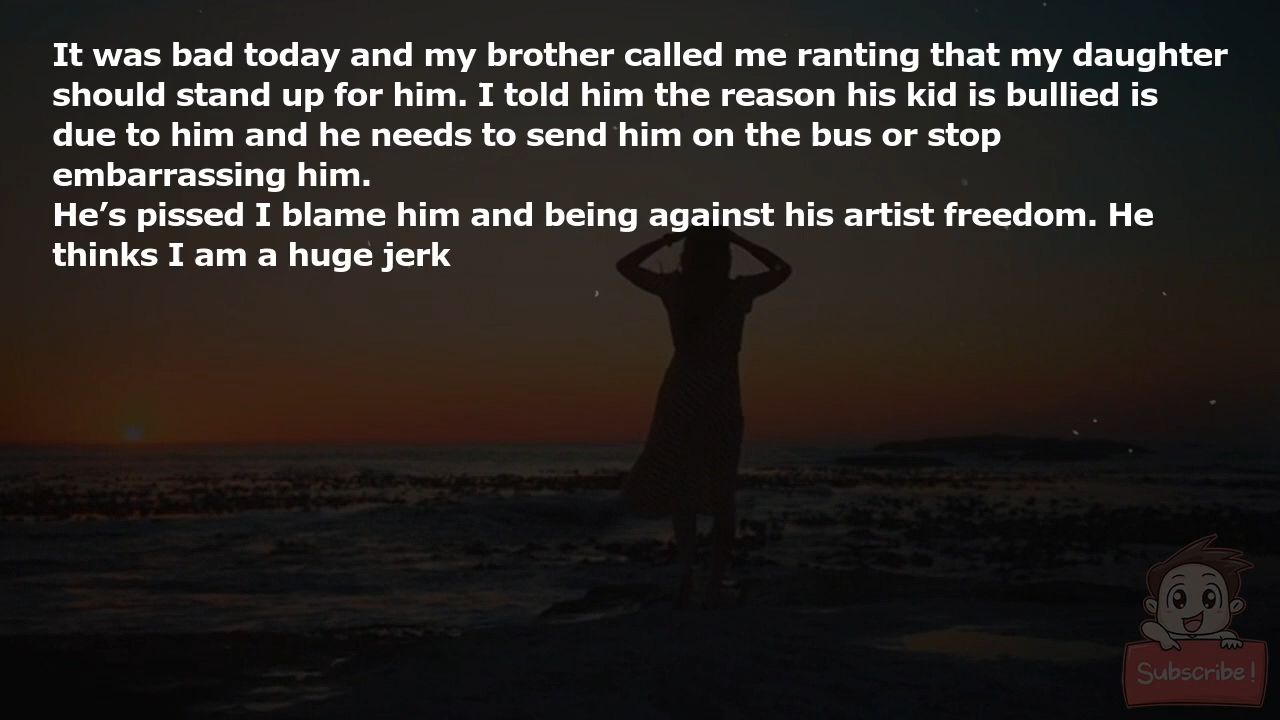 It was bad today and my brother called me ranting that my daughter
should stand up for him. I told him the reason his kid is bullied is
due to him and he needs to send him on the bus or stop
embarrassing him.
He’s pissed I blame him and being against his artist freedom. He
thinks I am a huge jerk
Subscribe!